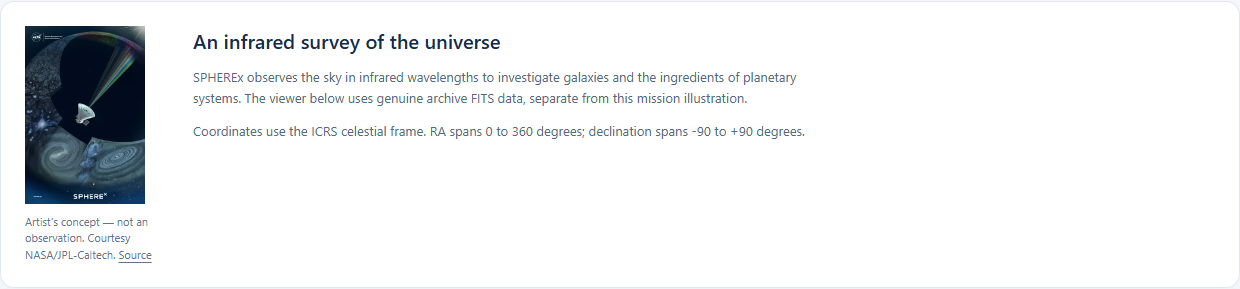 An infrared survey of the universe
SPHEREx observes the sky in infrared wavelengths to investigate galaxies and the ingredients of planetary
systems. The viewer below uses genuine archive FITS data, separate from this mission illustration.
Coordinates use the ICRS celestial frame. RA spans 0 to 360 degrees; declination spans -90 to +90 degrees.
SPHEREx
Artist's concept — not an
observation. Courtesy
NASA/JPL-Caltech. Source